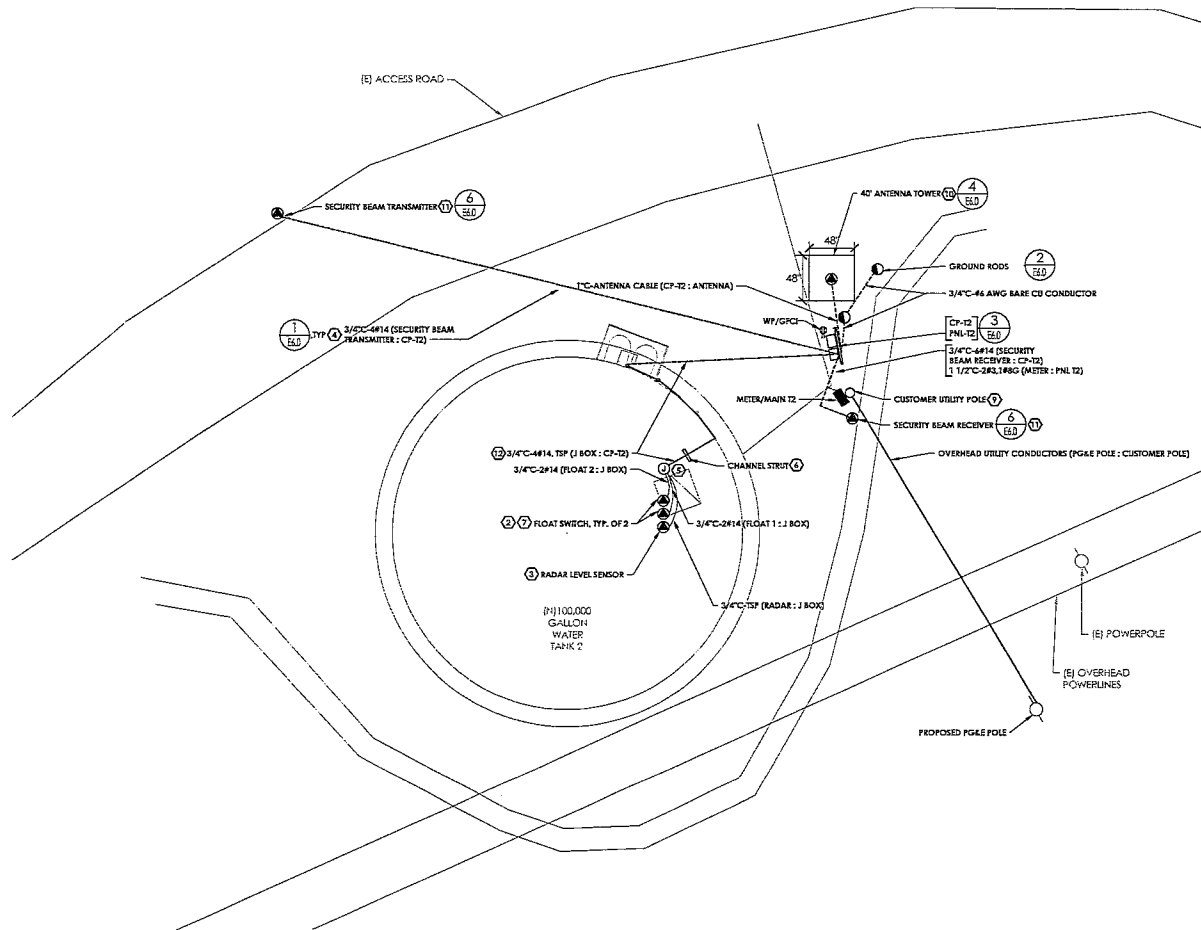 (E) ACCESS ROAD
SECURITY BEAM TRANSMITTER 11
6
E6.0
40' ANTENNA TOWER 10
4
E6.0
48"
48"
GROUND RODS
2
E6.0
1"C-ANTENNA CABLE (CP-T2 : ANTENNA)
3/4"C-#6 AWG BARE CU CONDUCTOR
WP/GFCI
CP-T2
PNL-T2
3
E6.0
1
E6.0
TYP 4
3/4"C-4#14 (SECURITY BEAM
TRANSMITTER : CP-T2)
3/4"C-6#14 (SECURITY
BEAM RECEIVER : CP-T2)
1 1/2"C-2#3,1#8G (METER : PNL T2)
METER/MAIN T2
CUSTOMER UTILITY POLE 9
SECURITY BEAM RECEIVER
6
E6.0
11
OVERHEAD UTILITY CONDUCTORS (PG&E POLE : CUSTOMER POLE)
12 3/4"C-4#14, TSP (J BOX : CP-T2)
3/4"C-2#14 (FLOAT 2 : J BOX)
J
5
CHANNEL STRUT 6
2 7 FLOAT SWITCH, TYP. OF 2
3/4"C-2#14 (FLOAT 1 : J BOX)
3 RADAR LEVEL SENSOR
3/4"C-TSP (RADAR : J BOX)
(N)100,000
GALLON
WATER
TANK 2
(E) POWERPOLE
(E) OVERHEAD
POWERLINES
PROPOSED PG&E POLE